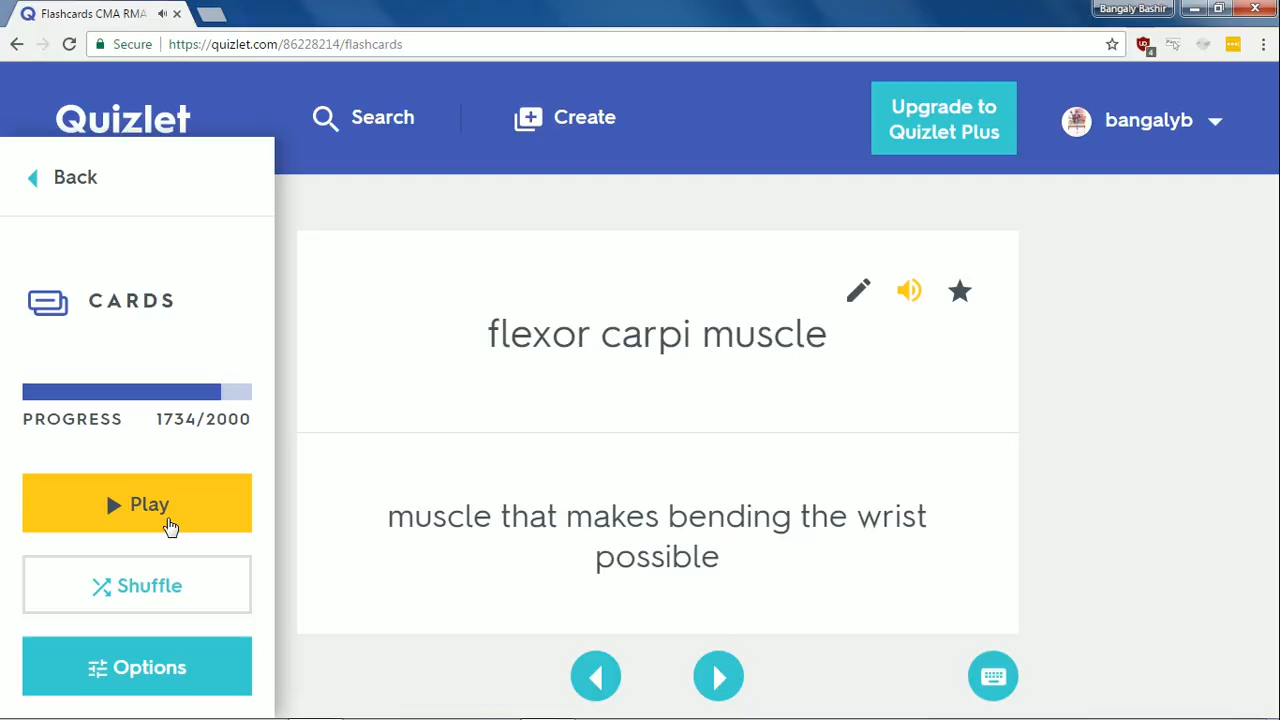 Flashcards CMA RMA
Bangaly Bashir
Secure
https://quizlet.com/86228214/flashcards
4
Quizlet
Search
Create
Upgrade to
Quizlet Plus
bangalyb
Back
CARDS
PROGRESS 1734/2000
Play
Shuffle
Options
flexor carpi muscle
muscle that makes bending the wrist
possible